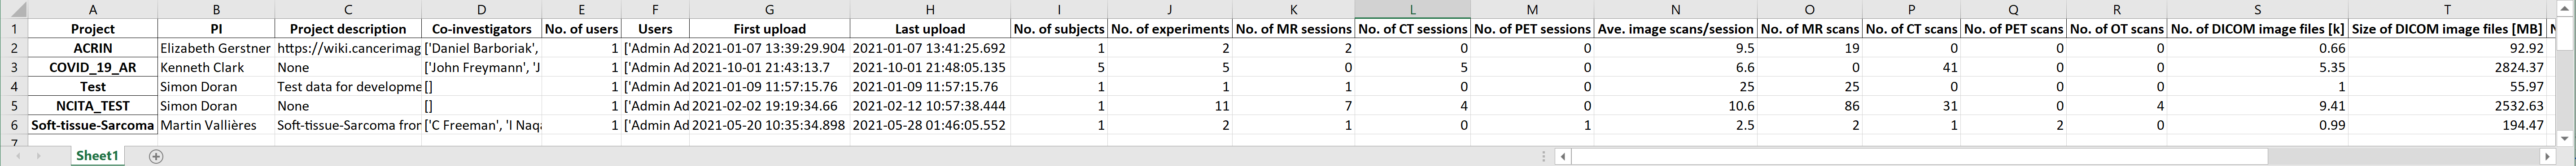 A B C D E F G H I J K L M N O P Q R S T
1 Project PI Project description Co-investigators No. of users Users First upload Last upload No. of subjects No. of experiments No. of MR sessions No. of CT sessions No. of PET sessions Ave. image scans/session No. of MR scans No. of CT scans No. of PET scans No. of OT scans No. of DICOM image files [k] Size of DICOM image files [MB]
2 ACRIN Elizabeth Gerstner https://wiki.cancerimag ['Daniel Barboriak', 1 ['Admin Ad 2021-01-07 13:39:29.904 2021-01-07 13:41:25.692 1 2 2 0 0 9.5 19 0 0 0 0.66 92.92
3 COVID_19_AR Kenneth Clark None ['John Freymann', 'J 1 ['Admin Ad 2021-10-01 21:43:13.7 2021-10-01 21:48:05.135 5 5 0 5 0 6.6 0 41 0 0 5.35 2824.37
4 Test Simon Doran Test data for developme [] 1 ['Admin Ad 2021-01-09 11:57:15.76 2021-01-09 11:57:15.76 1 1 1 0 0 25 25 0 0 0 1 55.97
5 NCITA_TEST Simon Doran None [] 1 ['Admin Ad 2021-02-02 19:19:34.66 2021-02-12 10:57:38.444 1 11 7 4 0 10.6 86 31 0 4 9.41 2532.63
6 Soft-tissue-Sarcoma Martin Vallières Soft-tissue-Sarcoma fror ['C Freeman', 'I Naqa 1 ['Admin Ad 2021-05-20 10:35:34.898 2021-05-28 01:46:05.552 1 2 1 0 1 2.5 2 1 2 0 0.99 194.47
7
Sheet1